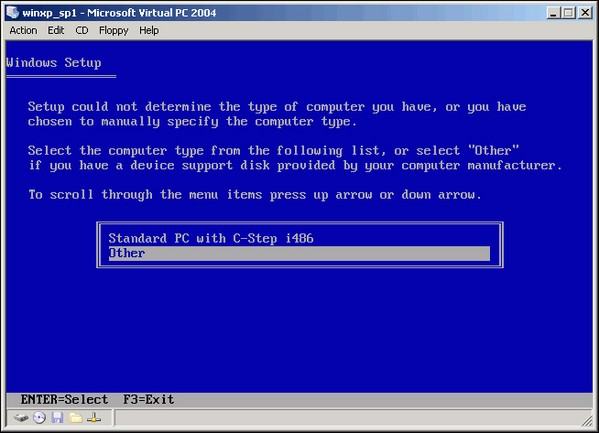 winxp_sp1 - Microsoft Virtual PC 2004
Action Edit CD Floppy Help
Windows Setup
Setup could not determine the type of computer you have, or you have
chosen to manually specify the computer type.
Select the computer type from the following list, or select "Other"
if you have a device support disk provided by your computer manufacturer.
To scroll through the menu items press up arrow or down arrow.
Standard PC with C-Step i486
Other
ENTER=Select F3=Exit